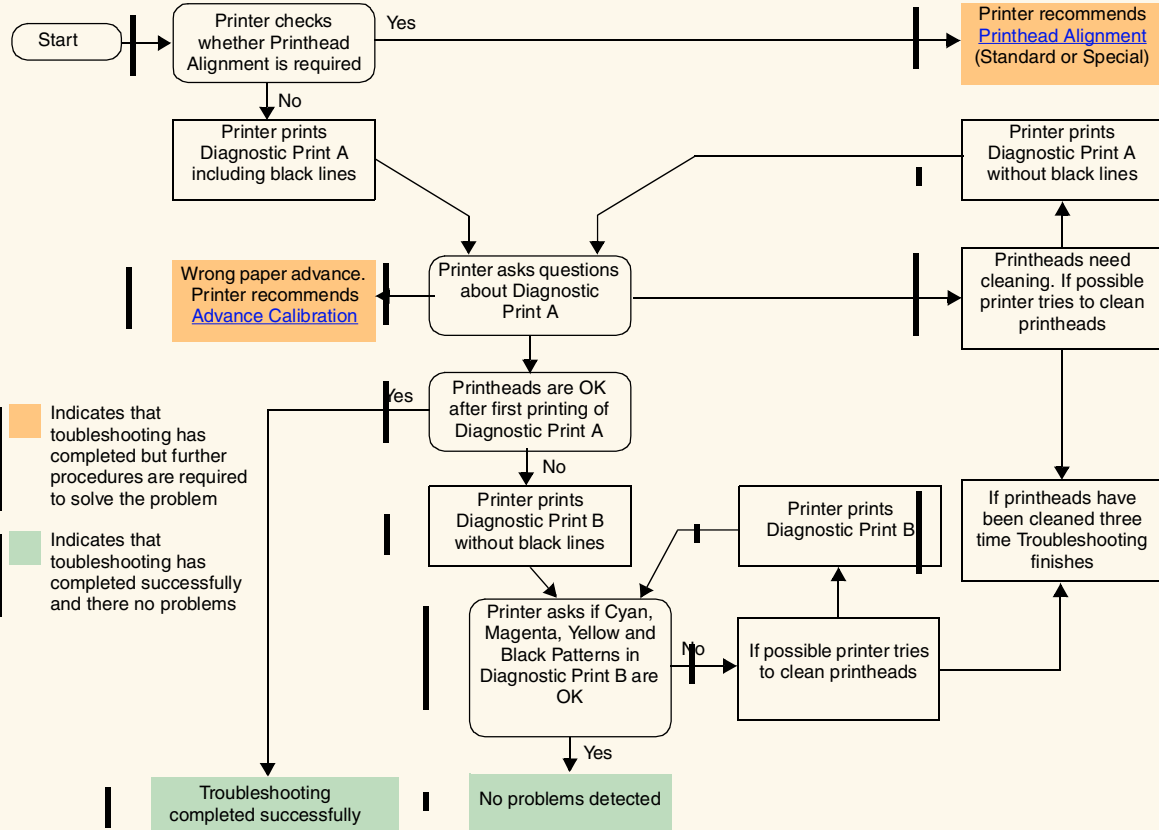 Start
Printer checks
whether Printhead
Alignment is required
Yes
Printer recommends
Printhead Alignment
(Standard or Special)
No
Printer prints
Diagnostic Print A
including black lines
Printer prints
Diagnostic Print A
without black lines
Wrong paper advance.
Printer recommends
Advance Calibration
Printer asks questions
about Diagnostic
Print A
Printheads need
cleaning. If possible
printer tries to clean
printheads
Yes
Printheads are OK
after first printing of
Diagnostic Print A
Indicates that
toubleshooting has
completed but further
procedures are required
to solve the problem
No
Printer prints
Diagnostic Print B
without black lines
Printer prints
Diagnostic Print B
If printheads have
been cleaned three
time Troubleshooting
finishes
Indicates that
toubleshooting has
completed successfully
and there no problems
Printer asks if Cyan,
Magenta, Yellow and
Black Patterns in
Diagnostic Print B are
OK
No
If possible printer tries
to clean printheads
Yes
Troubleshooting
completed successfully
No problems detected